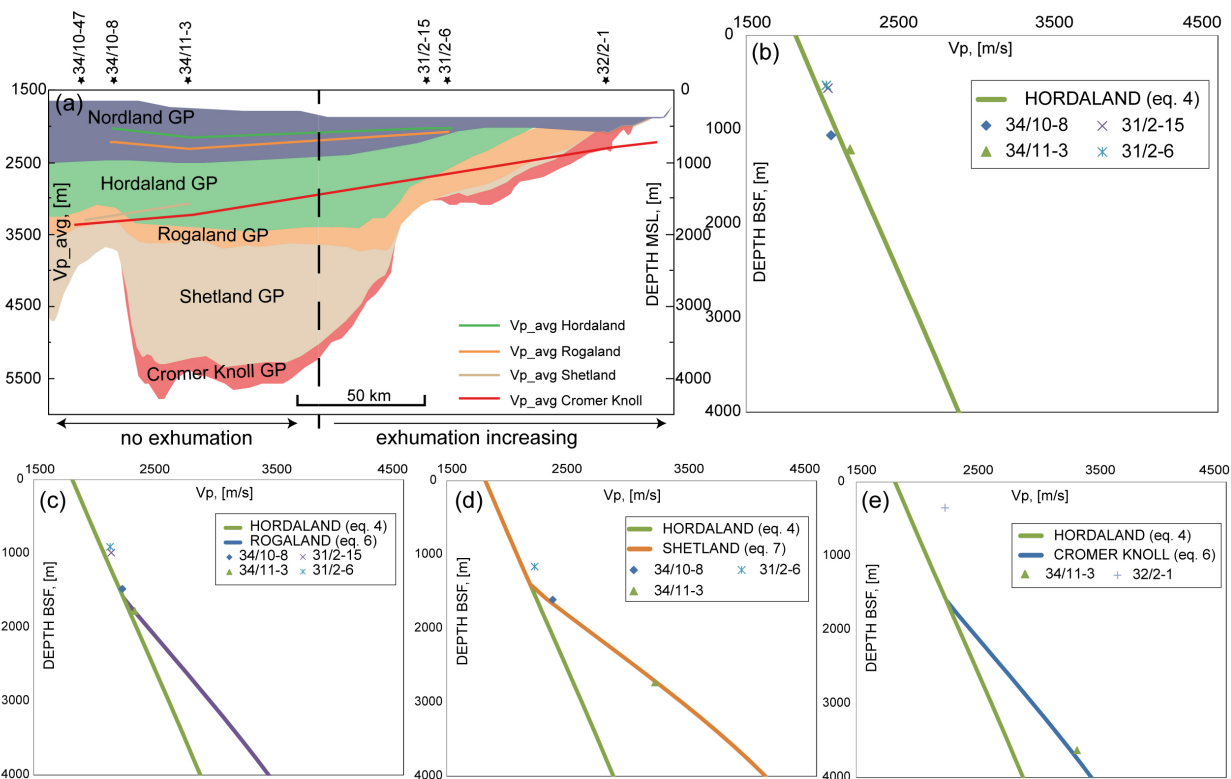 ★34/10-47
★34/10-8
★34/11-3
★31/2-15
★31/2-6
★32/2-1
(a)
1500
2500
3500
4500
5500
Vp_avg, [m]
Nordland GP
Hordaland GP
Rogaland GP
Shetland GP
Cromer Knoll GP
Vp_avg Hordaland
Vp_avg Rogaland
Vp_avg Shetland
Vp_avg Cromer Knoll
50 km
0
500
1000
1500
2000
2500
3000
3500
4000
DEPTH MSL, [m]
no exhumation
exhumation increasing
(b)
1500 2500 3500 4500
Vp, [m/s]
0
1000
2000
3000
4000
DEPTH BSF, [m]
HORDALAND (eq. 4)
34/10-8 31/2-15
34/11-3 31/2-6
(c)
1500 2500 3500 4500
Vp, [m/s]
0
1000
2000
3000
4000
DEPTH BSF, [m]
HORDALAND (eq. 4)
ROGALAND (eq. 6)
34/10-8 31/2-15
34/11-3 31/2-6
(d)
1500 2500 3500 4500
Vp, [m/s]
0
1000
2000
3000
4000
DEPTH BSF, [m]
HORDALAND (eq. 4)
SHETLAND (eq. 7)
34/10-8 31/2-6
34/11-3
(e)
1500 2500 3500 4500
Vp, [m/s]
0
1000
2000
3000
4000
DEPTH BSF, [m]
HORDALAND (eq. 4)
CROMER KNOLL (eq. 6)
34/11-3 32/2-1